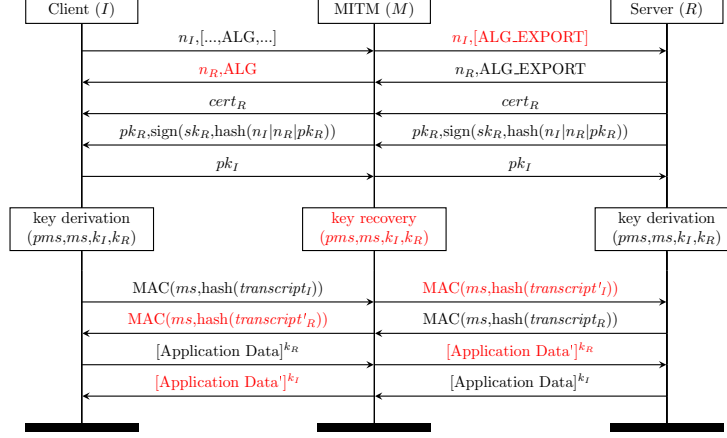 Client (I) MITM (M) Server (R)
n_I,[...,ALG,...] n_I,[ALG_EXPORT]
n_R,ALG n_R,ALG_EXPORT
cert_R cert_R
pk_R,sign(sk_R,hash(n_I|n_R|pk_R)) pk_R,sign(sk_R,hash(n_I|n_R|pk_R))
pk_I pk_I
key derivation key recovery key derivation
(pms,ms,k_I,k_R) (pms,ms,k_I,k_R) (pms,ms,k_I,k_R)
MAC(ms,hash(transcript_I)) MAC(ms,hash(transcript'_I))
MAC(ms,hash(transcript'_R)) MAC(ms,hash(transcript_R))
[Application Data]^k_R [Application Data']^k_R
[Application Data']^k_I [Application Data]^k_I